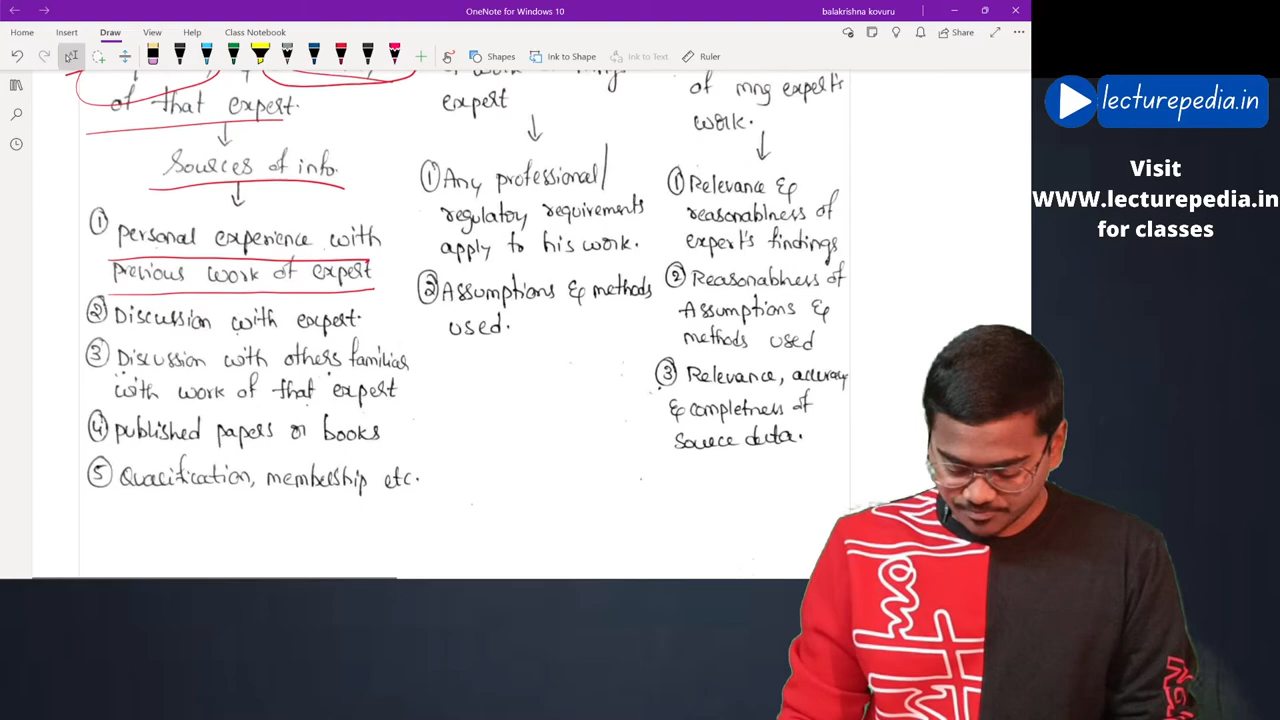 OneNote for Windows 10
balakrishna kovuru
Home
Insert
Draw
View
Help
Class Notebook
Share
Shapes
Ink to Shape
Ink to Text
Ruler
of that expert.
Sources of info.
① personal experience with
previous work of expert
② Discussion with expert.
③ Discussion with others familiar
with work of that expert
④ published papers or books
⑤ Qualification, membership etc.
expert
① Any professional/
regulatory requirements
apply to his work.
② Assumptions & methods
used.
of mng expert's
work.
① Relevance &
reasonablness of
expert's findings
② Reasonabless of
Assumptions &
methods used
③ Relevance, accuracy
& completness of
Source data.
lecturepedia.in
Visit
WWW.lecturepedia.in
for classes